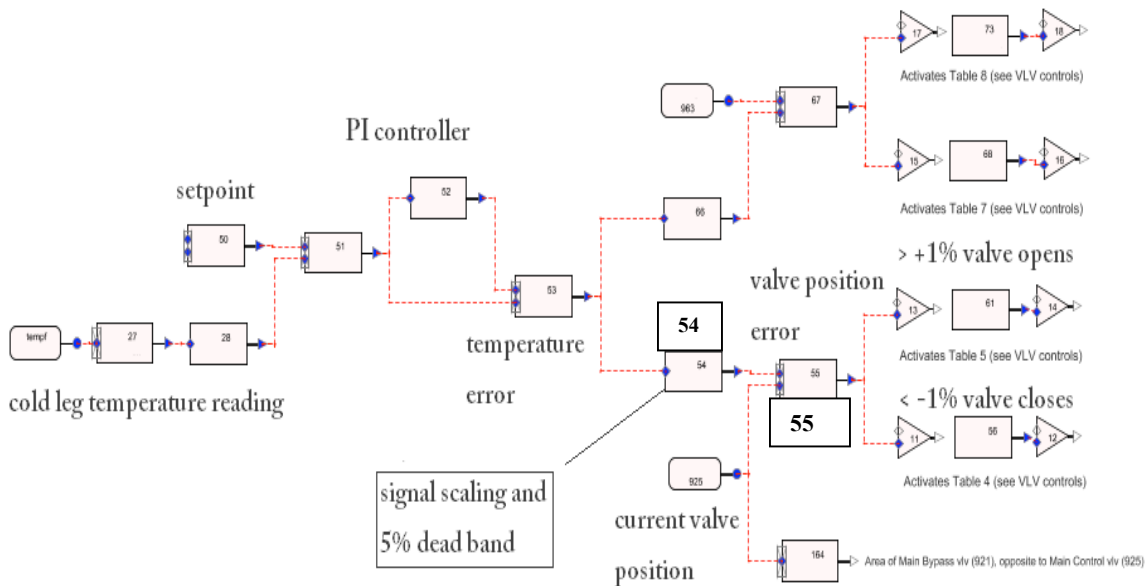 17
73
18
Activates Table 8 (see VLV controls)
963
67
PI controller
15
68
16
52
setpoint
Activates Table 7 (see VLV controls)
50
51
66
> +1% valve opens
53
valve position
13
61
14
tempf
27
28
54
temperature
error
Activates Table 5 (see VLV controls)
54
55
error
cold leg temperature reading
< -1% valve closes
55
11
56
12
925
Activates Table 4 (see VLV controls)
signal scaling and
5% dead band
current valve
position
164
Area of Main Bypass vlv (921), opposite to Main Control vlv (925)